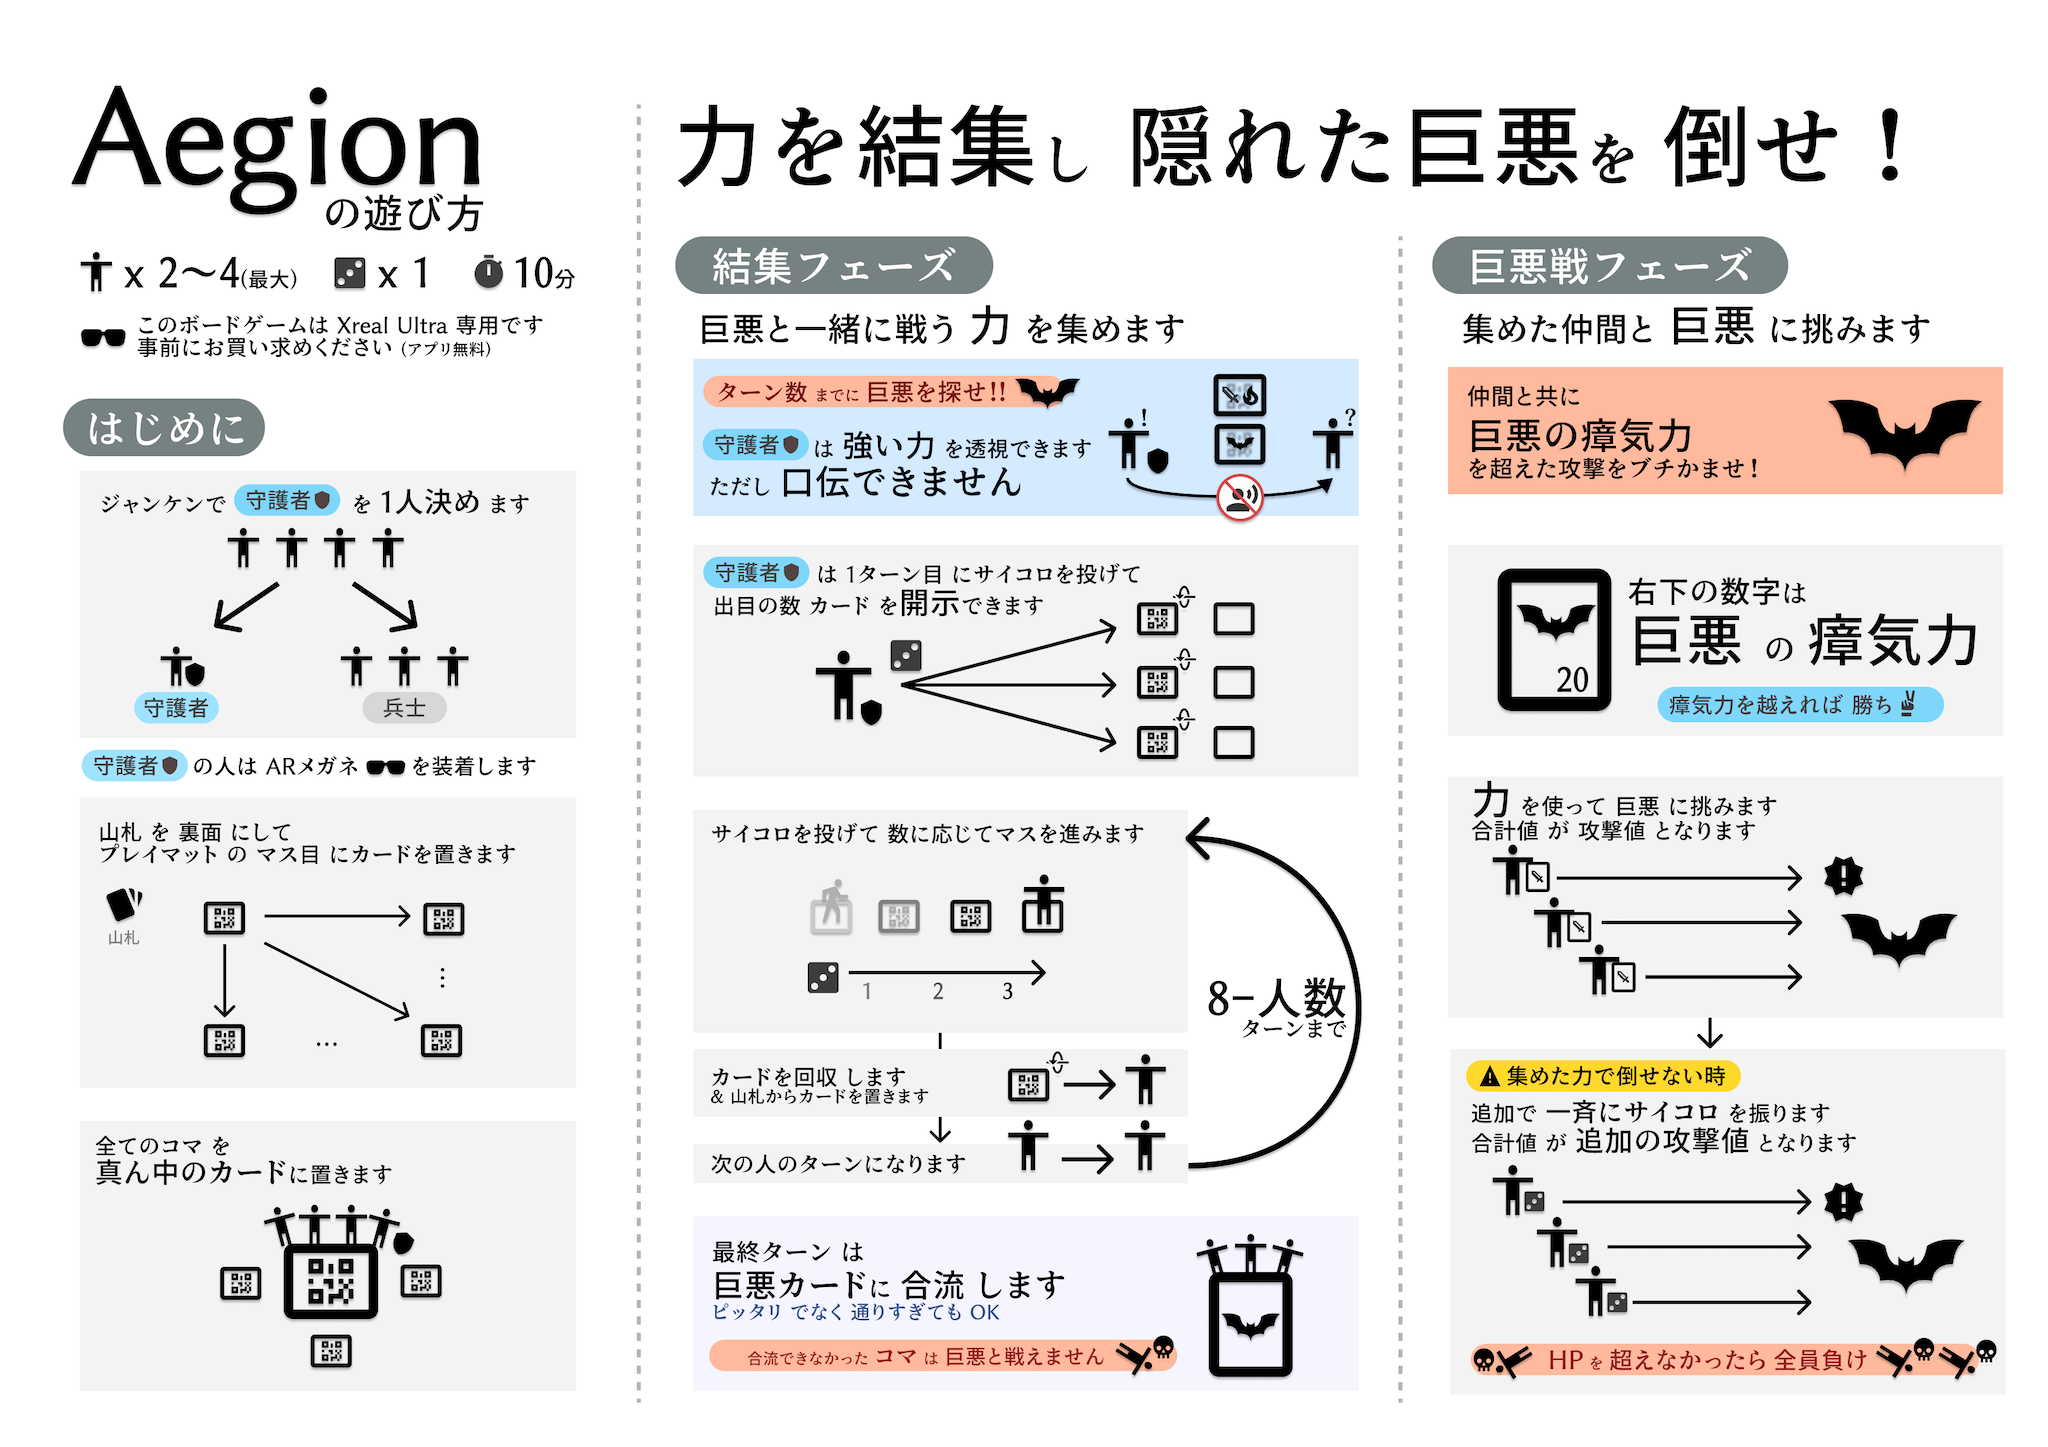 Aegion
の遊び方
x 2〜4(最大) x 1 10分
このボードゲームは Xreal Ultra 専用です
事前にお買い求めください (アプリ無料)
はじめに
ジャンケンで 守護者 を 1人決め ます
守護者 兵士
守護者 の人は ARメガネ を装着します
山札 を 裏面 にして
プレイマット の マス目 にカードを置きます
山札
…
…
全てのコマ を
真ん中のカードに置きます
力を結集し 隠れた巨悪を 倒せ！
結集フェーズ
巨悪と一緒に戦う 力 を集めます
ターン数 までに 巨悪を探せ!!
守護者 は 強い力 を透視できます
ただし 口伝できません
! ?
守護者 は 1ターン目 にサイコロを投げて
出目の数 カード を開示できます
サイコロを投げて 数に応じてマスを進みます
1 2 3
8−人数
ターンまで
カードを回収 します
& 山札からカードを置きます
次の人のターンになります
最終ターン は
巨悪カードに 合流 します
ピッタリ でなく 通りすぎても OK
合流できなかった コマ は 巨悪と戦えません
巨悪戦フェーズ
集めた仲間と 巨悪 に挑みます
仲間と共に
巨悪の瘴気力
を超えた攻撃をブチかませ！
右下の数字は
巨悪 の 瘴気力
20
瘴気力を越えれば 勝ち
力 を使って 巨悪 に挑みます
合計値 が 攻撃値 となります
集めた力で倒せない時
追加で 一斉にサイコロ を振ります
合計値 が 追加の攻撃値 となります
HP を 超えなかったら 全員負け